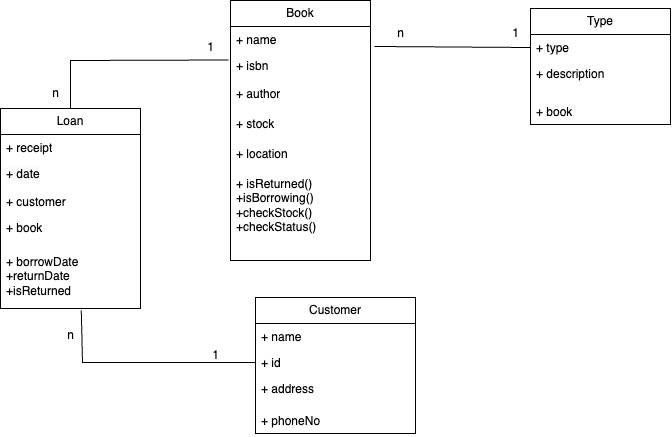 Book
+ name
+ isbn
+ author
+ stock
+ location
+ isReturned()
+isBorrowing()
+checkStock()
+checkStatus()
n
1
Type
+ type
+ description
+ book
1
n
Loan
+ receipt
+ date
+ customer
+ book
+ borrowDate
+returnDate
+isReturned
n
1
Customer
+ name
+ id
+ address
+ phoneNo